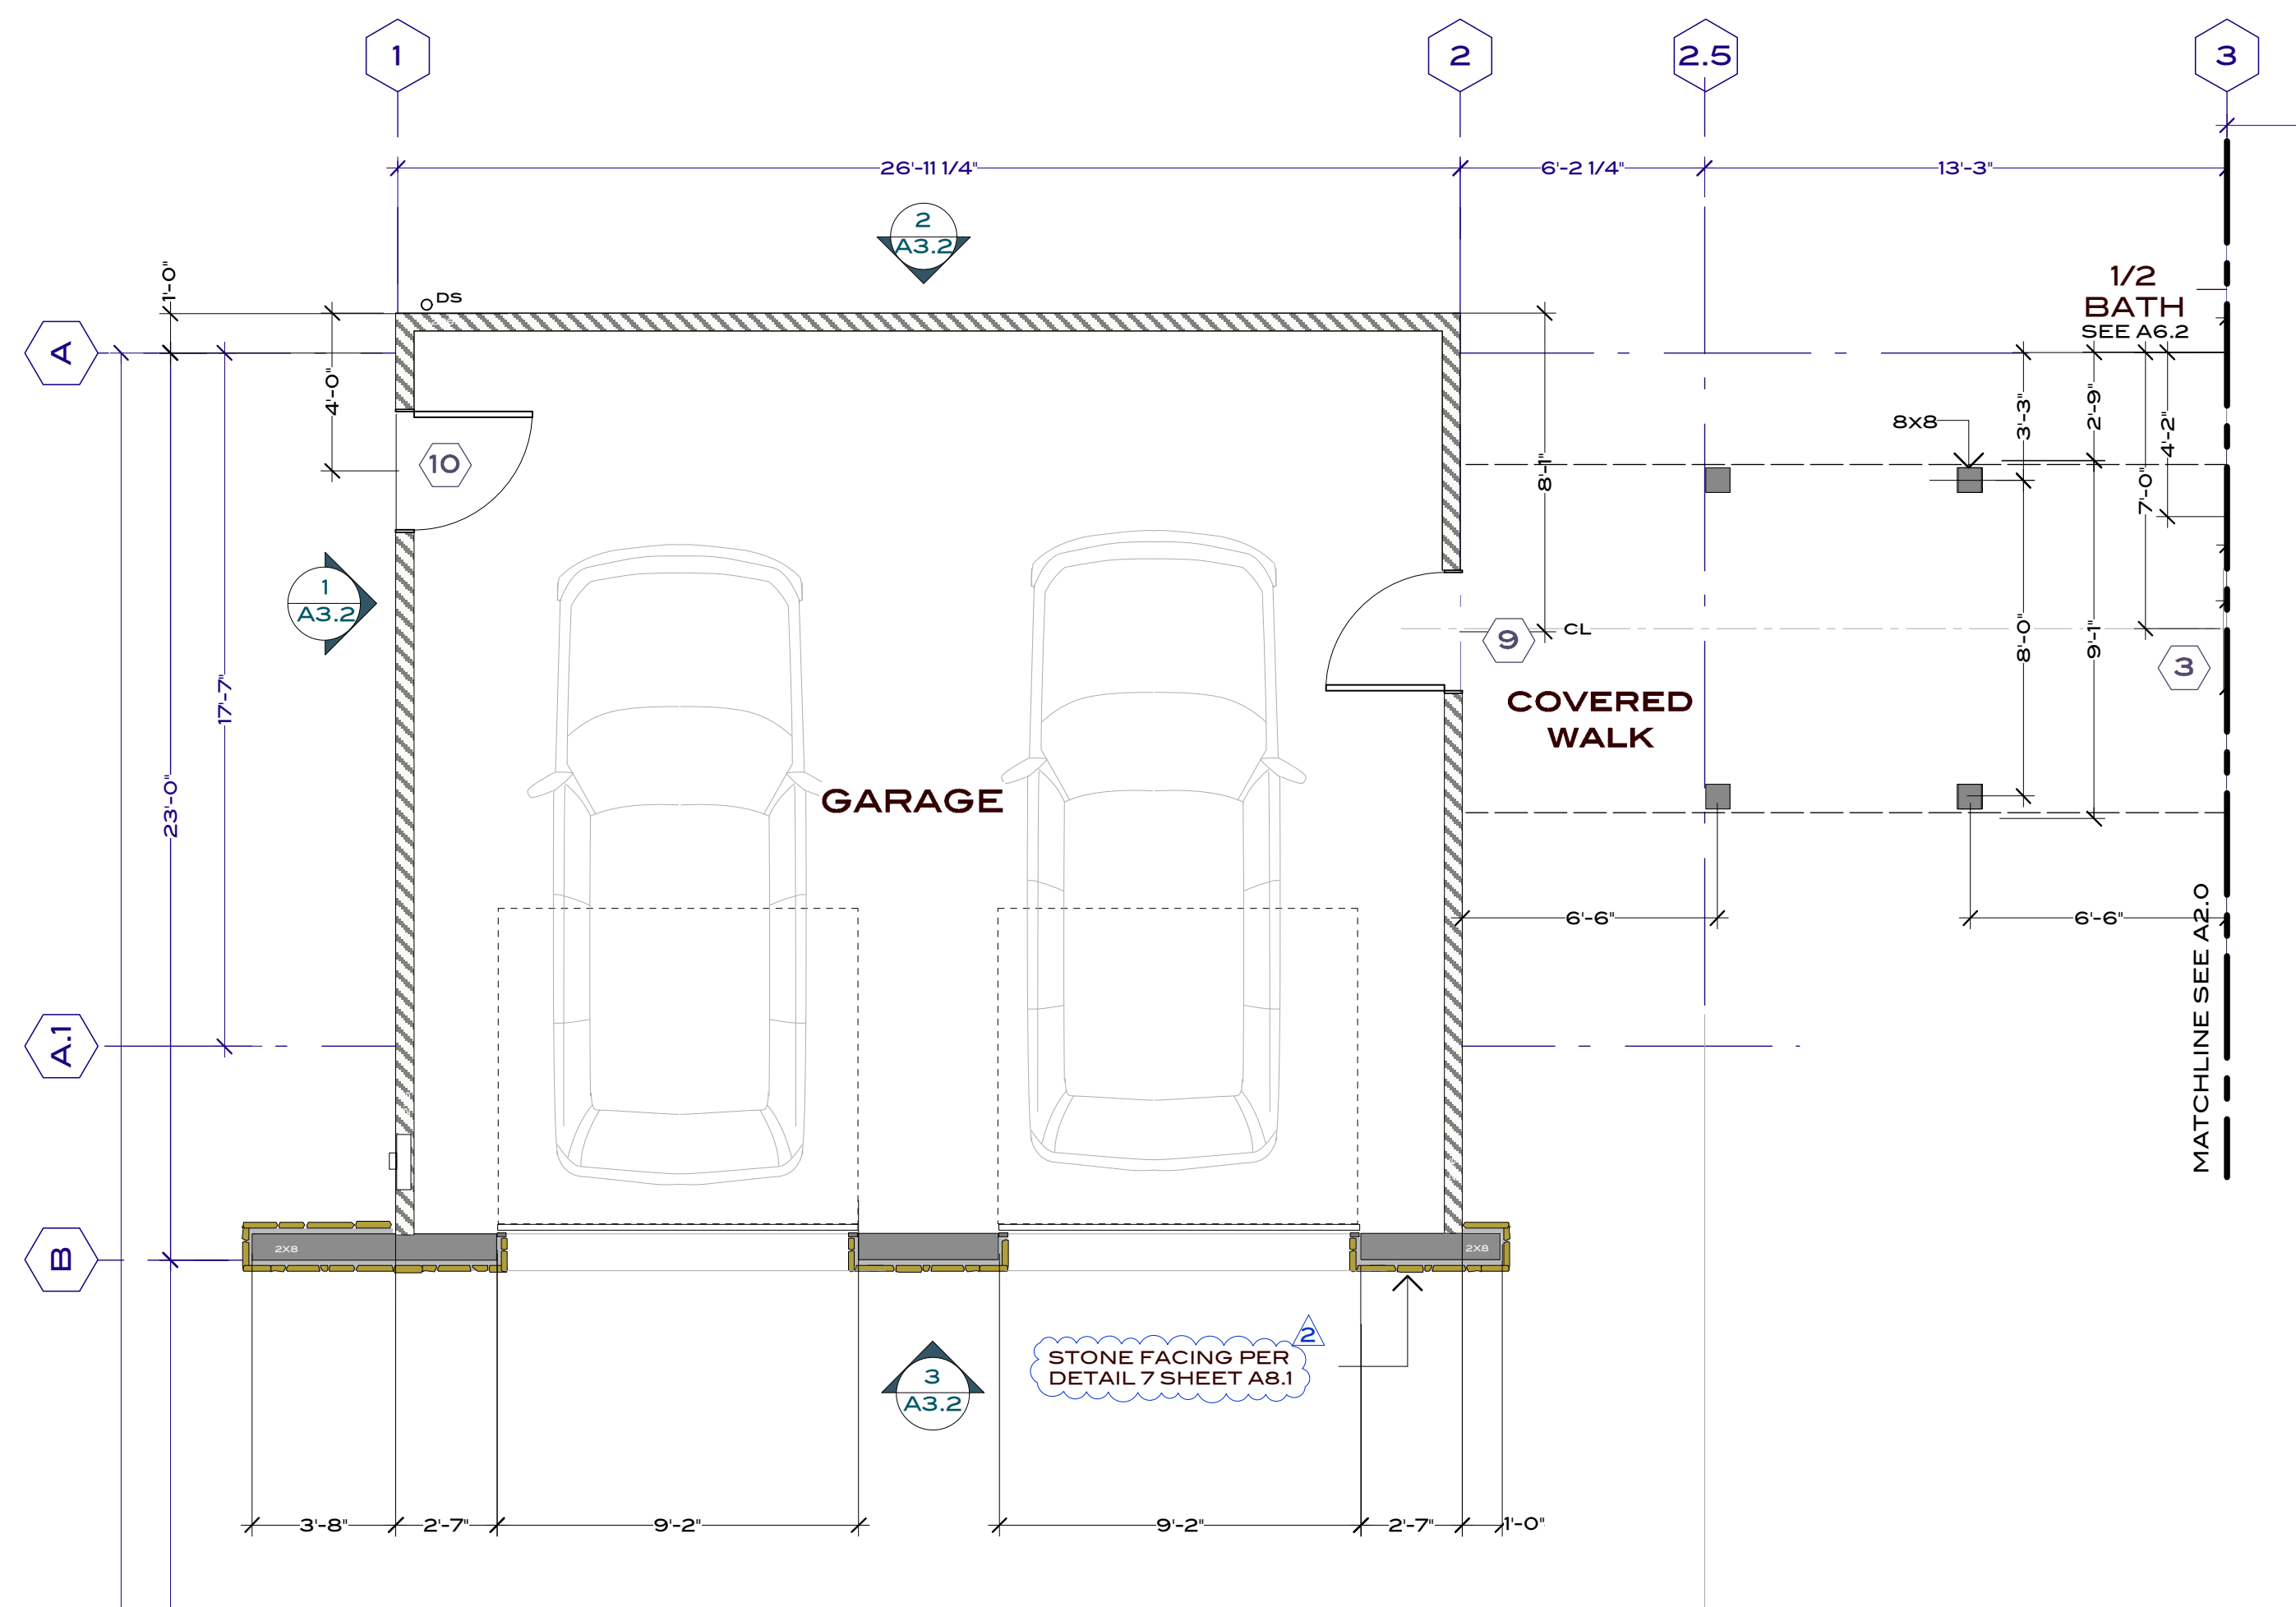 1
2
2.5
3
26'-11 1/4"
6'-2 1/4"
13'-3"
2
A3.2
1'-0"
DS
1/2
BATH
SEE A6.2
A
4'-0"
8X8
3'-3"
2'-9"
4'-2"
10
8'-1"
7'-0"
1
A3.2
9
CL
8'-0"
9'-1"
3
17'-7"
COVERED
WALK
23'-0"
GARAGE
6'-6"
6'-6"
MATCHLINE SEE A2.0
A.1
B
2X8
2X8
2
STONE FACING PER
DETAIL 7 SHEET A8.1
3
A3.2
3'-8"
2'-7"
9'-2"
9'-2"
2'-7"
1'-0"